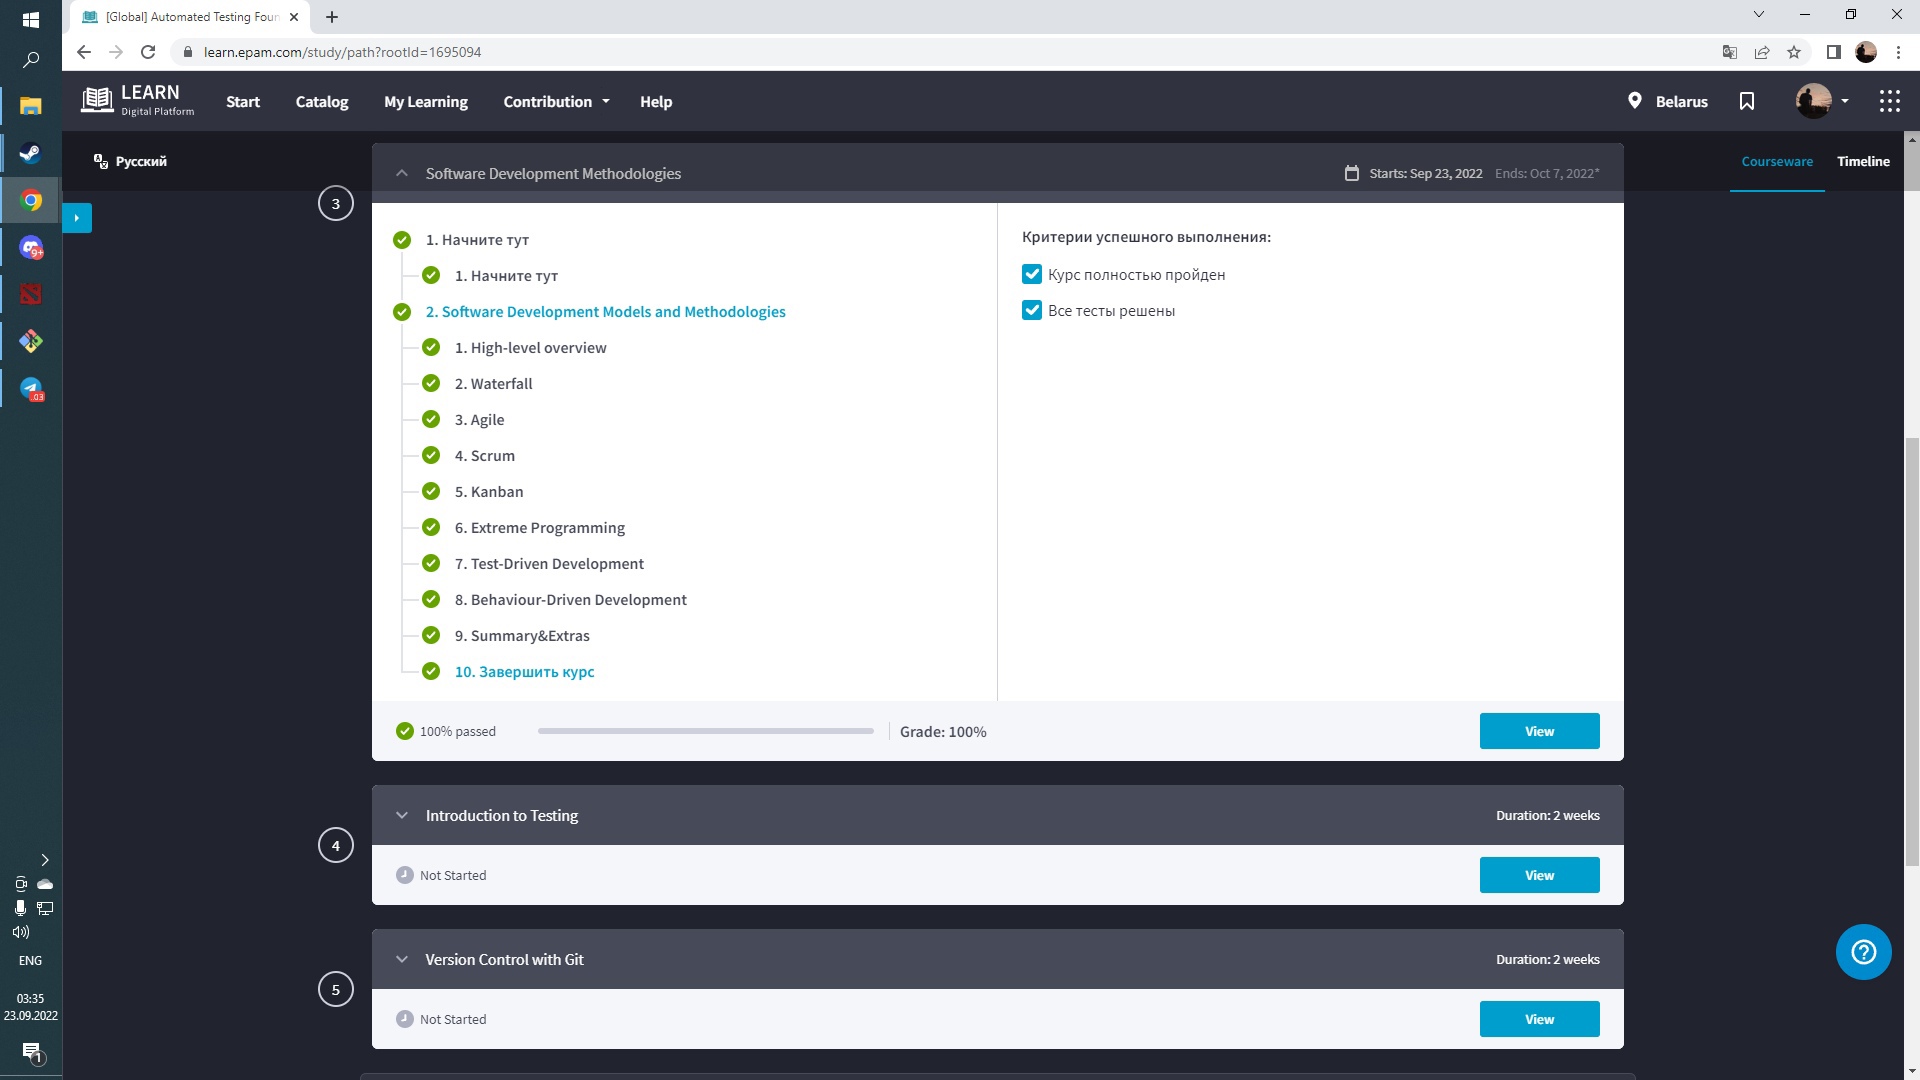 [Global] Automated Testing Foun
learn.epam.com/study/path?rootId=1695094
LEARN
Digital Platform
Start
Catalog
My Learning
Contribution
Help
Belarus
Русский
Courseware
Timeline
3
Software Development Methodologies
Starts: Sep 23, 2022
Ends: Oct 7, 2022*
1. Начните тут
1. Начните тут
2. Software Development Models and Methodologies
1. High-level overview
2. Waterfall
3. Agile
4. Scrum
5. Kanban
6. Extreme Programming
7. Test-Driven Development
8. Behaviour-Driven Development
9. Summary&Extras
10. Завершить курс
Критерии успешного выполнения:
Курс полностью пройден
Все тесты решены
100% passed
Grade: 100%
View
4
Introduction to Testing
Duration: 2 weeks
Not Started
View
5
Version Control with Git
Duration: 2 weeks
Not Started
View
9+
.03
ENG
03:35
23.09.2022
1